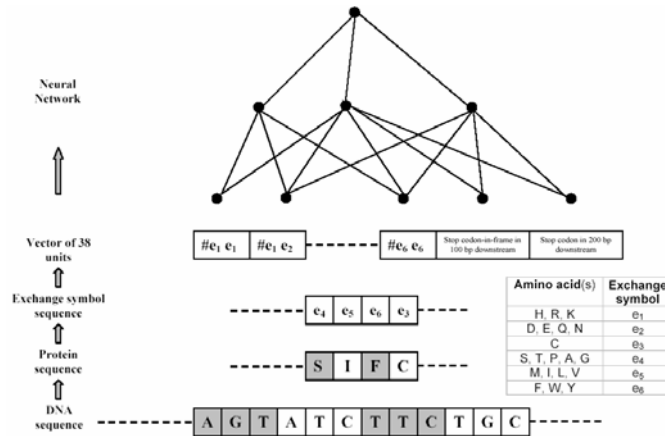 Neural
Network
Vector of 38
units
#e₁ e₁ #e₁ e₂ #e₆ e₆ Stop codon-in-frame in
100 bp downstream Stop codon in 200 bp
downstream
Exchange symbol
sequence
e₄ e₅ e₆ e₃
Amino acid(s) Exchange
symbol
H, R, K e₁
D, E, Q, N e₂
C e₃
S, T, P, A, G e₄
M, I, L, V e₅
F, W, Y e₆
Protein
sequence
S I F C
DNA
sequence
A G T A T C T T C T G C